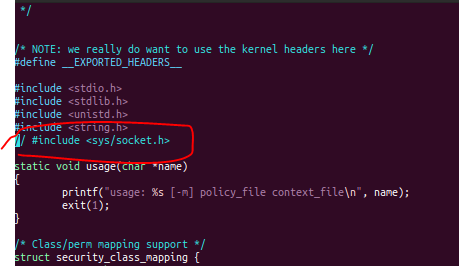 */
/* NOTE: we really do want to use the kernel headers here */
#define __EXPORTED_HEADERS__
#include <stdio.h>
#include <stdlib.h>
#include <unistd.h>
#include <string.h>
// #include <sys/socket.h>
static void usage(char *name)
{
printf("usage: %s [-m] policy_file context_file\n", name);
exit(1);
}
/* Class/perm mapping support */
struct security_class_mapping {